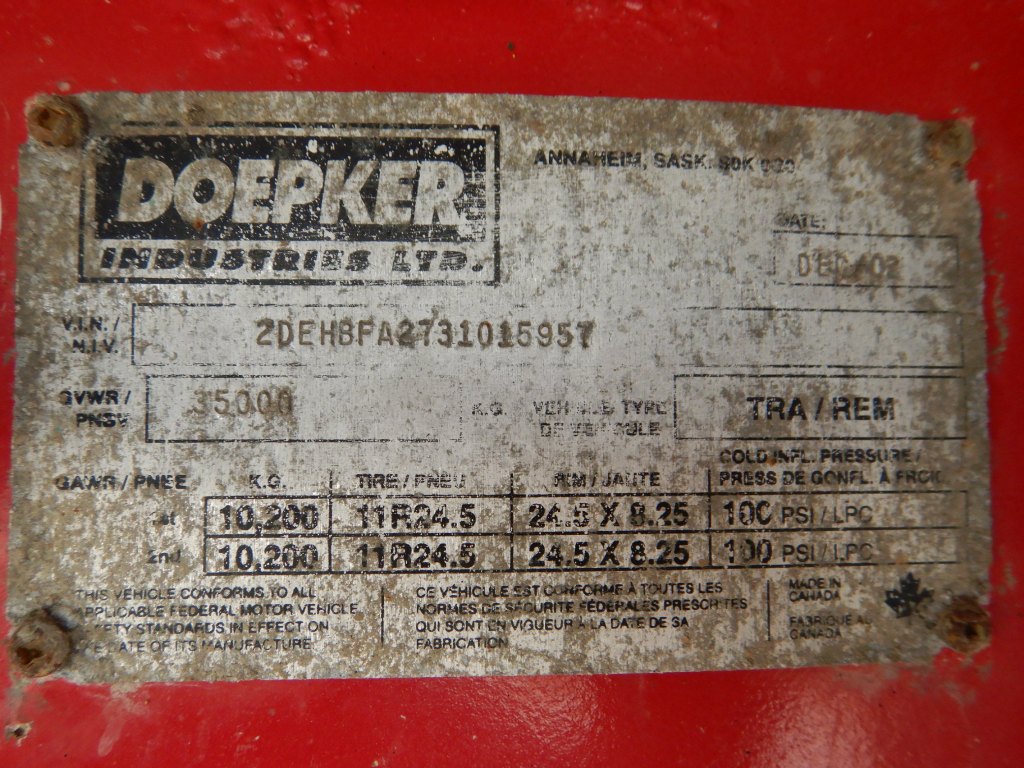 DOEPKER
INDUSTRIES LTD.
ANNAHEIM, SASK.
DATE:
DEC/02
V.I.N. / N.I.V.
2DEHBFA2731015957
GVWR / PNBV
35000 K.G.
VEHICLE TYPE DE VEHICULE
TRA / REM
GAWR / PNBE K.G. TIRE / PNEU RIM / JAUTE COLD INFL. PRESSURE / PRESS DE GONFL. À
1st 10,200 11R24.5 24.5 X 8.25 100 PSI / LPC
2nd 10,200 11R24.5 24.5 X 8.25 100 PSI / LPC
THIS VEHICLE CONFORMS TO ALL
APPLICABLE FEDERAL MOTOR VEHICLE
SAFETY STANDARDS IN EFFECT ON
THE DATE OF ITS MANUFACTURE
CE VÉHICULE EST CONFORME À TOUTES LES
NORMES DE SÉCURITE FÉDÉRALES PRESCRITES
QUI SONT EN VIGUEUR À LA DATE DE SA
FABRICATION
MADE IN
CANADA
FABRIQUE AU
CANADA